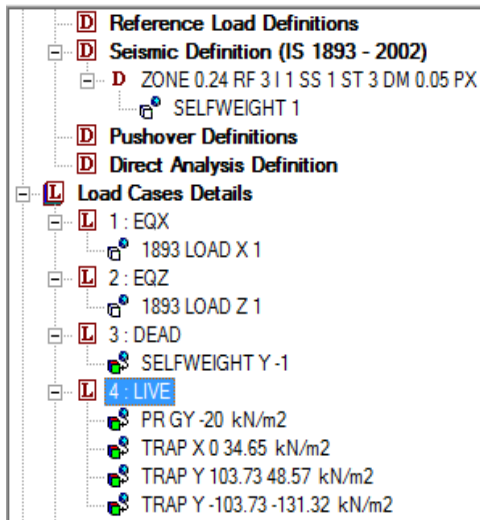 Reference Load Definitions
Seismic Definition (IS 1893 - 2002)
ZONE 0.24 RF 3 I 1 SS 1 ST 3 DM 0.05 PX
SELFWEIGHT 1
Pushover Definitions
Direct Analysis Definition
Load Cases Details
1 : EQX
1893 LOAD X 1
2 : EQZ
1893 LOAD Z 1
3 : DEAD
SELFWEIGHT Y -1
4 : LIVE
PR GY -20 kN/m2
TRAP X 0 34.65 kN/m2
TRAP Y 103.73 48.57 kN/m2
TRAP Y -103.73 -131.32 kN/m2